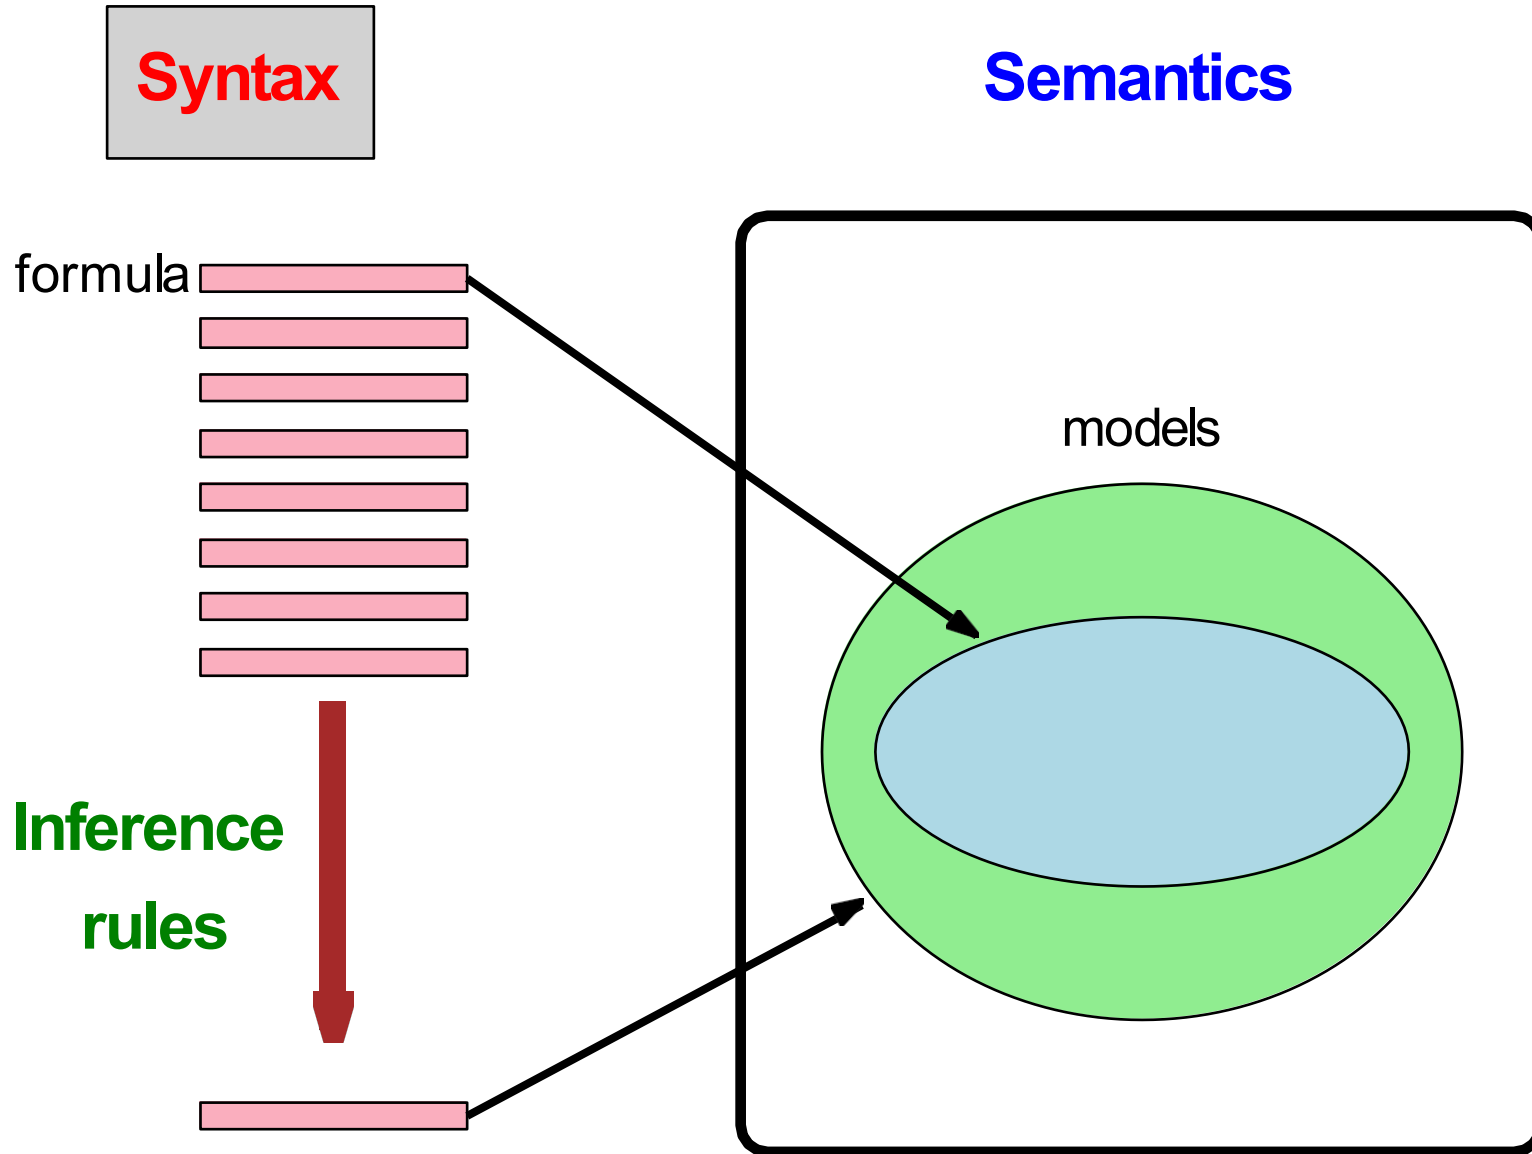 Syntax
Semantics
formula
models
Inference
rules